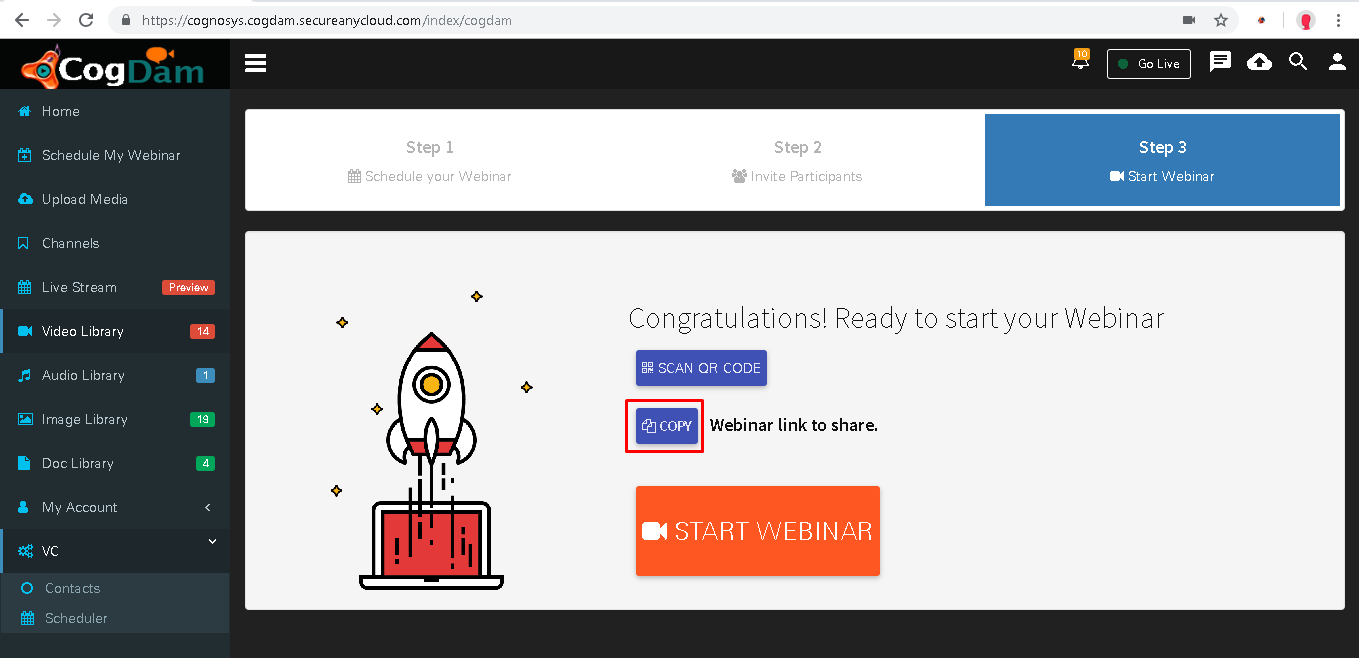 https://cognosys.cogdam.secureanycloud.com/index/cogdam
CogDam
10
Go Live
Home
Schedule My Webinar
Upload Media
Channels
Live Stream Preview
Video Library 14
Audio Library 1
Image Library 19
Doc Library 4
My Account
VC
Contacts
Scheduler
Step 1
Schedule your Webinar
Step 2
Invite Participants
Step 3
Start Webinar
Congratulations! Ready to start your Webinar
SCAN QR CODE
COPY Webinar link to share.
START WEBINAR